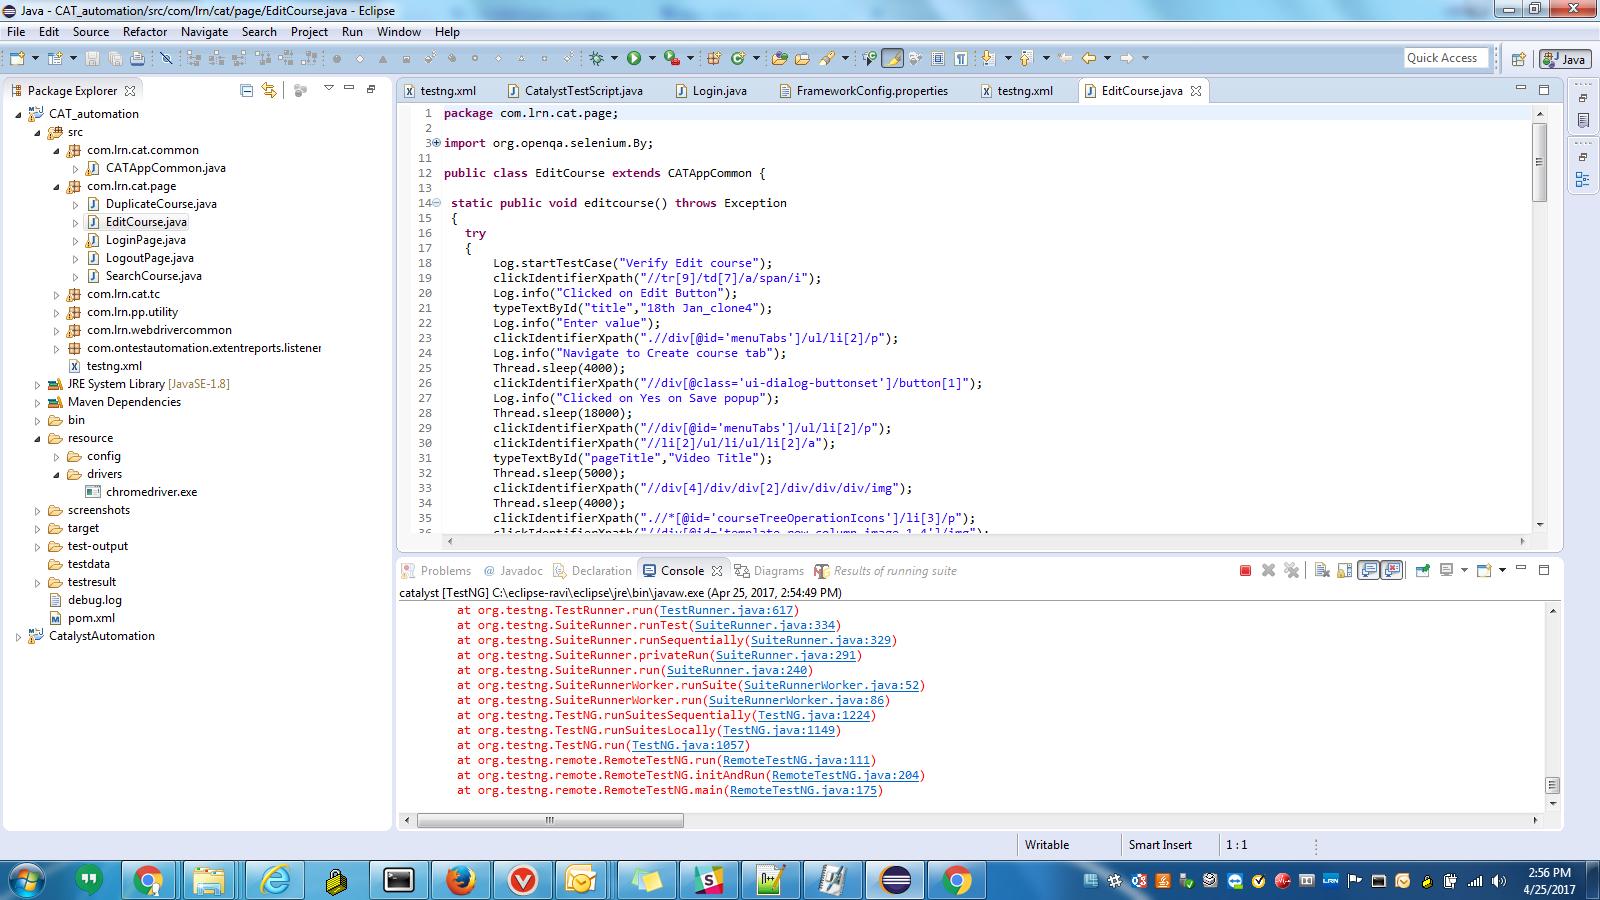 Java - CAT_automation/src/com/lrn/cat/page/EditCourse.java - Eclipse
File Edit Source Refactor Navigate Search Project Run Window Help
Quick Access
Java
Package Explorer
CAT_automation
src
com.lrn.cat.common
CATAppCommon.java
com.lrn.cat.page
DuplicateCourse.java
EditCourse.java
LoginPage.java
LogoutPage.java
SearchCourse.java
com.lrn.cat.tc
com.lrn.pp.utility
com.lrn.webdrivercommon
com.ontestautomation.extentreports.listener
testng.xml
JRE System Library [JavaSE-1.8]
Maven Dependencies
bin
resource
config
drivers
chromedriver.exe
screenshots
target
test-output
testdata
testresult
debug.log
pom.xml
CatalystAutomation
testng.xml CatalystTestScript.java Login.java FrameworkConfig.properties testng.xml EditCourse.java
1 package com.lrn.cat.page;
2
3 import org.openqa.selenium.By;
11
12 public class EditCourse extends CATAppCommon {
13
14 static public void editcourse() throws Exception
15 {
16 try
17 {
18 Log.startTestCase("Verify Edit course");
19 clickIdentifierXpath("//tr[9]/td[7]/a/span/i");
20 Log.info("Clicked on Edit Button");
21 typeTextById("title","18th Jan_clone4");
22 Log.info("Enter value");
23 clickIdentifierXpath(".//div[@id='menuTabs']/ul/li[2]/p");
24 Log.info("Navigate to Create course tab");
25 Thread.sleep(4000);
26 clickIdentifierXpath("//div[@class='ui-dialog-buttonset']/button[1]");
27 Log.info("Clicked on Yes on Save popup");
28 Thread.sleep(18000);
29 clickIdentifierXpath("//div[@id='menuTabs']/ul/li[2]/p");
30 clickIdentifierXpath("//li[2]/ul/li/ul/li[2]/a");
31 typeTextById("pageTitle","Video Title");
32 Thread.sleep(5000);
33 clickIdentifierXpath("//div[4]/div/div[2]/div/div/div/img");
34 Thread.sleep(4000);
35 clickIdentifierXpath(".//*[@id='courseTreeOperationIcons']/li[3]/p");
36 clickIdentifierXpath("//div[@id='template-new-column-image-1-4']/img");
Problems Javadoc Declaration Console Diagrams Results of running suite
catalyst [TestNG] C:\eclipse-ravi\eclipse\jre\bin\javaw.exe (Apr 25, 2017, 2:54:49 PM)
at org.testng.TestRunner.run(TestRunner.java:617)
at org.testng.SuiteRunner.runTest(SuiteRunner.java:334)
at org.testng.SuiteRunner.runSequentially(SuiteRunner.java:329)
at org.testng.SuiteRunner.privateRun(SuiteRunner.java:291)
at org.testng.SuiteRunner.run(SuiteRunner.java:240)
at org.testng.SuiteRunnerWorker.runSuite(SuiteRunnerWorker.java:52)
at org.testng.SuiteRunnerWorker.run(SuiteRunnerWorker.java:86)
at org.testng.TestNG.runSuitesSequentially(TestNG.java:1224)
at org.testng.TestNG.runSuitesLocally(TestNG.java:1149)
at org.testng.TestNG.run(TestNG.java:1057)
at org.testng.remote.RemoteTestNG.run(RemoteTestNG.java:111)
at org.testng.remote.RemoteTestNG.initAndRun(RemoteTestNG.java:204)
at org.testng.remote.RemoteTestNG.main(RemoteTestNG.java:175)
Writable Smart Insert 1 : 1
LRN
2:56 PM
4/25/2017